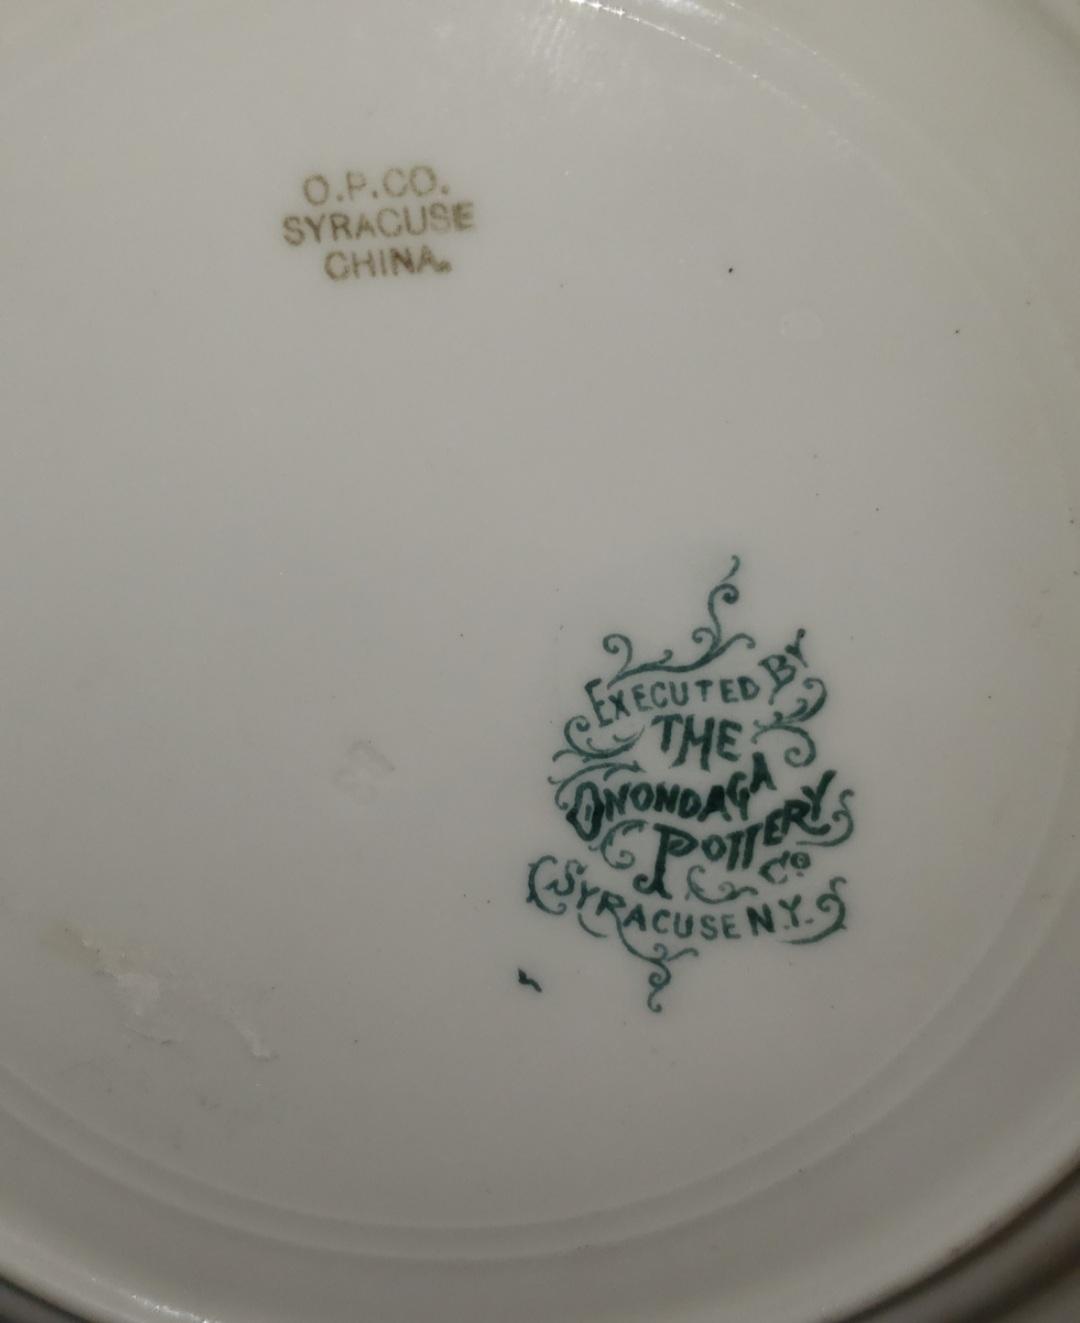 O.P.CO.
SYRACUSE
CHINA.
EXECUTED BY
THE
ONONDAGA
POTTERY
Co
SYRACUSE N.Y.